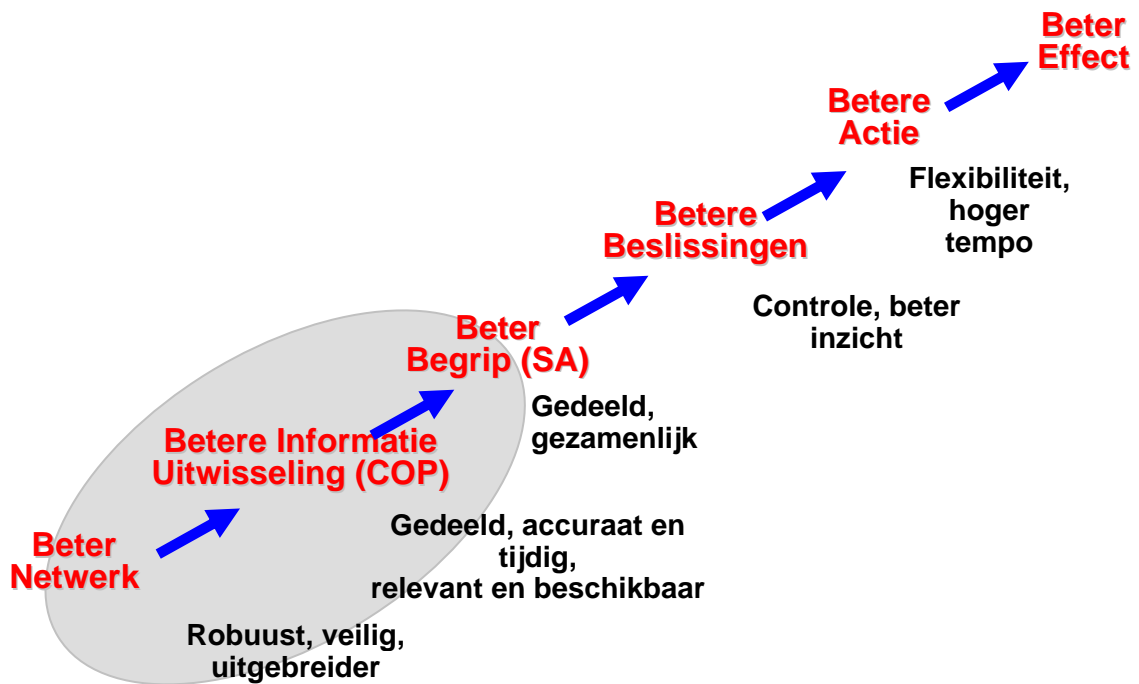 Beter
Effect
Betere
Actie
Flexibiliteit,
hoger
tempo
Betere
Beslissingen
Controle, beter
inzicht
Beter
Begrip (SA)
Gedeeld,
gezamenlijk
Betere Informatie
Uitwisseling (COP)
Gedeeld, accuraat en
tijdig,
relevant en beschikbaar
Beter
Netwerk
Robuust, veilig,
uitgebreider